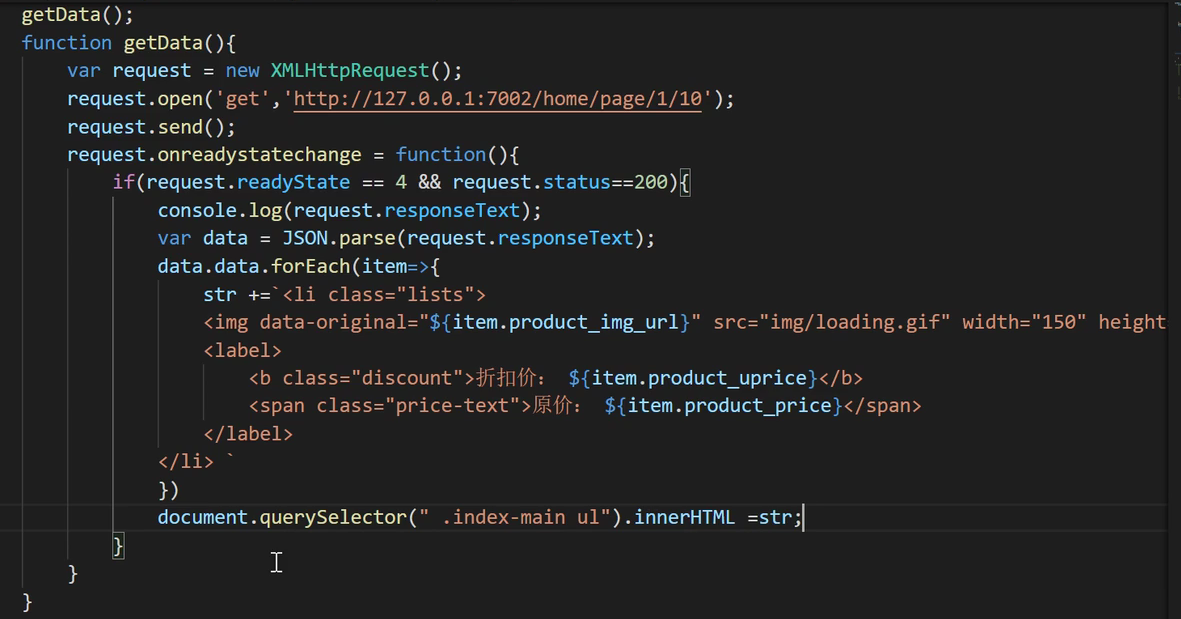 getData();
function getData(){
var request = new XMLHttpRequest();
request.open('get','http://127.0.0.1:7002/home/page/1/10');
request.send();
request.onreadystatechange = function(){
if(request.readyState == 4 && request.status==200){
console.log(request.responseText);
var data = JSON.parse(request.responseText);
data.data.forEach(item=>{
str +=`<li class="lists">
<img data-original="${item.product_img_url}" src="img/loading.gif" width="150" height
<label>
<b class="discount">折扣价： ${item.product_uprice}</b>
<span class="price-text">原价： ${item.product_price}</span>
</label>
</li> `
})
document.querySelector(" .index-main ul").innerHTML =str;
}
}
}